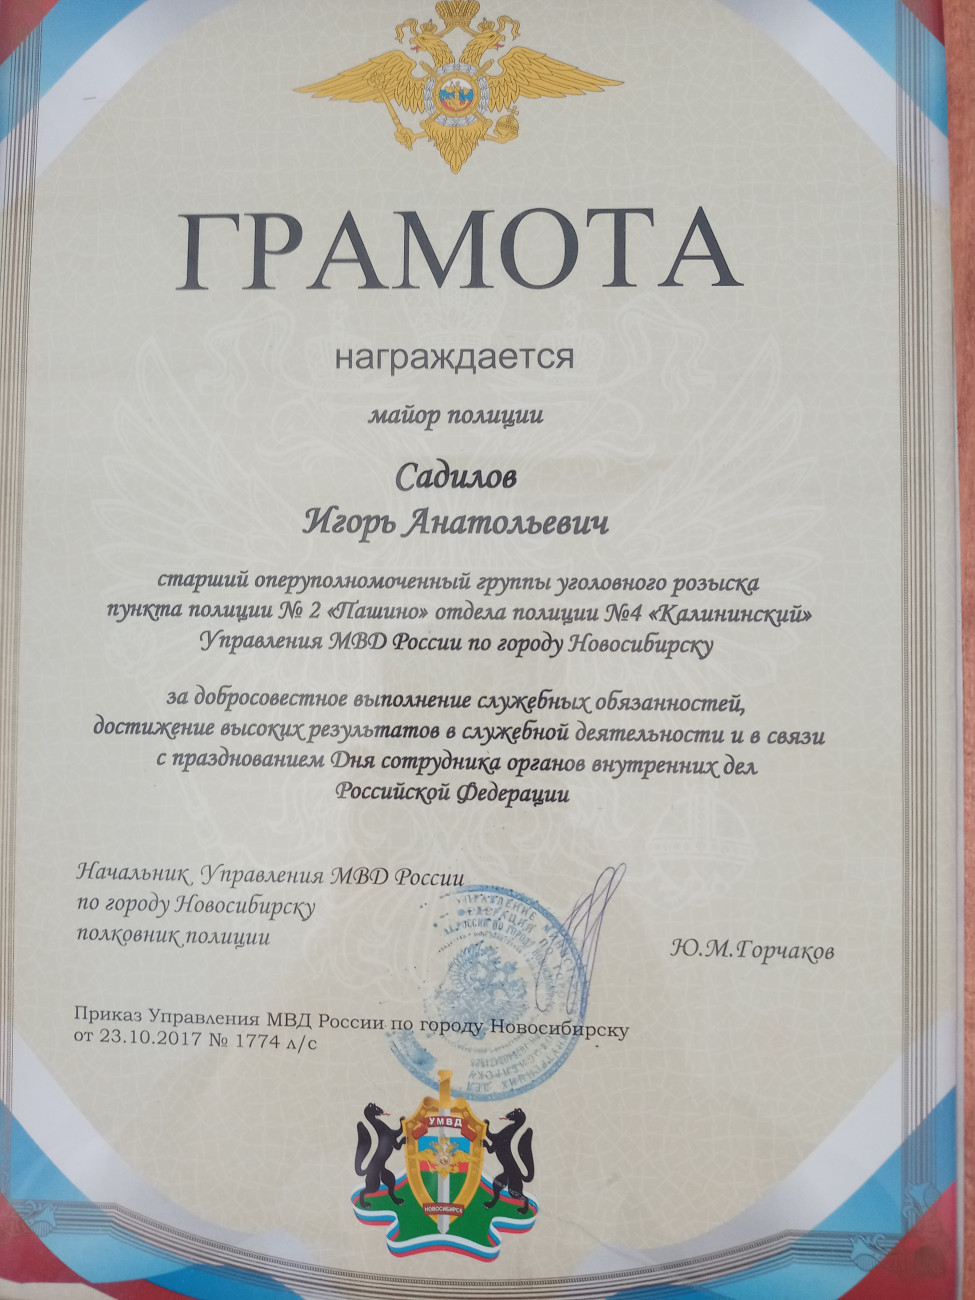 ГРАМОТА
награждается
майор полиции
Садилов
Игорь Анатольевич
старший оперуполномоченный группы уголовного розыска
пункта полиции № 2 «Пашино» отдела полиции №4 «Калининский»
Управления МВД России по городу Новосибирску
за добросовестное выполнение служебных обязанностей,
достижение высоких результатов в служебной деятельности и в связи
с празднованием Дня сотрудника органов внутренних дел
Российской Федерации
Начальник Управления МВД России
по городу Новосибирску
полковник полиции
Ю.М.Горчаков
Приказ Управления МВД России по городу Новосибирску
от 23.10.2017 № 1774 л/с
УМВД
НОВОСИБИРСК